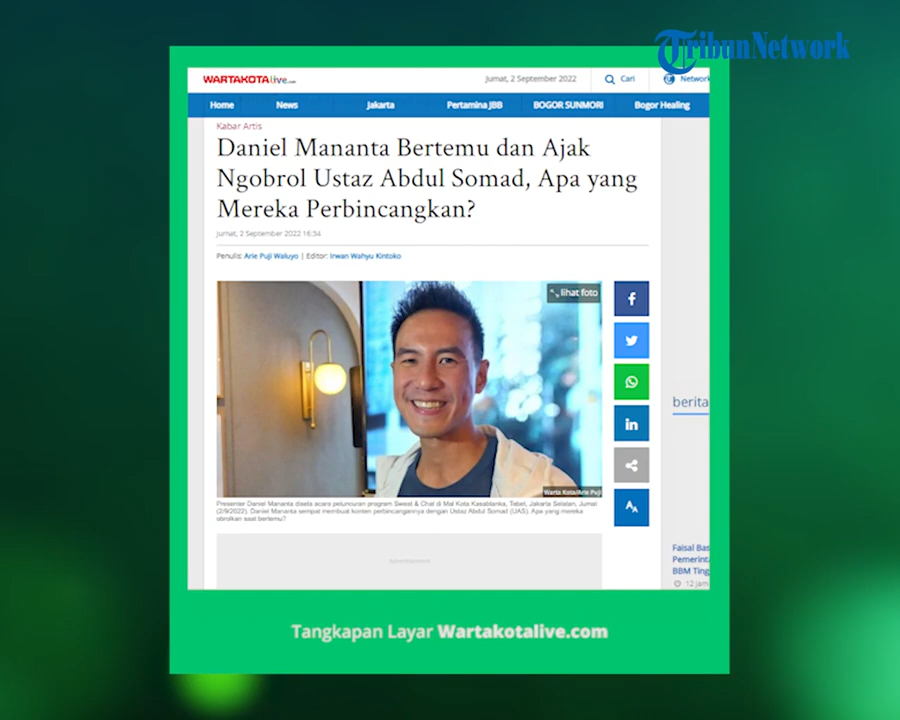 TribunNetwork
WARTAKOTAlive.com
Jumat, 2 September 2022
Cari
Network
Home
News
Jakarta
Pertamina JBB
BOGOR SUNMORI
Bogor Healing
Kabar Artis
Daniel Mananta Bertemu dan Ajak
Ngobrol Ustaz Abdul Somad, Apa yang
Mereka Perbincangkan?
Jumat, 2 September 2022 16:34
Penulis: Arie Puji Waluyo | Editor: Irwan Wahyu Kintoko
lihat foto
Warta Kota/Arie Puji
Presenter Daniel Mananta disela acara peluncuran program Sweat & Chat di Mal Kota Kasablanka, Tebet, Jakarta Selatan, Jumat
(2/9/2022). Daniel Mananta sempat membuat konten perbincangannya dengan Ustaz Abdul Somad (UAS). Apa yang mereka
obrolkan saat bertemu?
Advertisement
berita
Faisal Bas
Pemerinta
BBM Ting
12 jam
Tangkapan Layar Wartakotalive.com